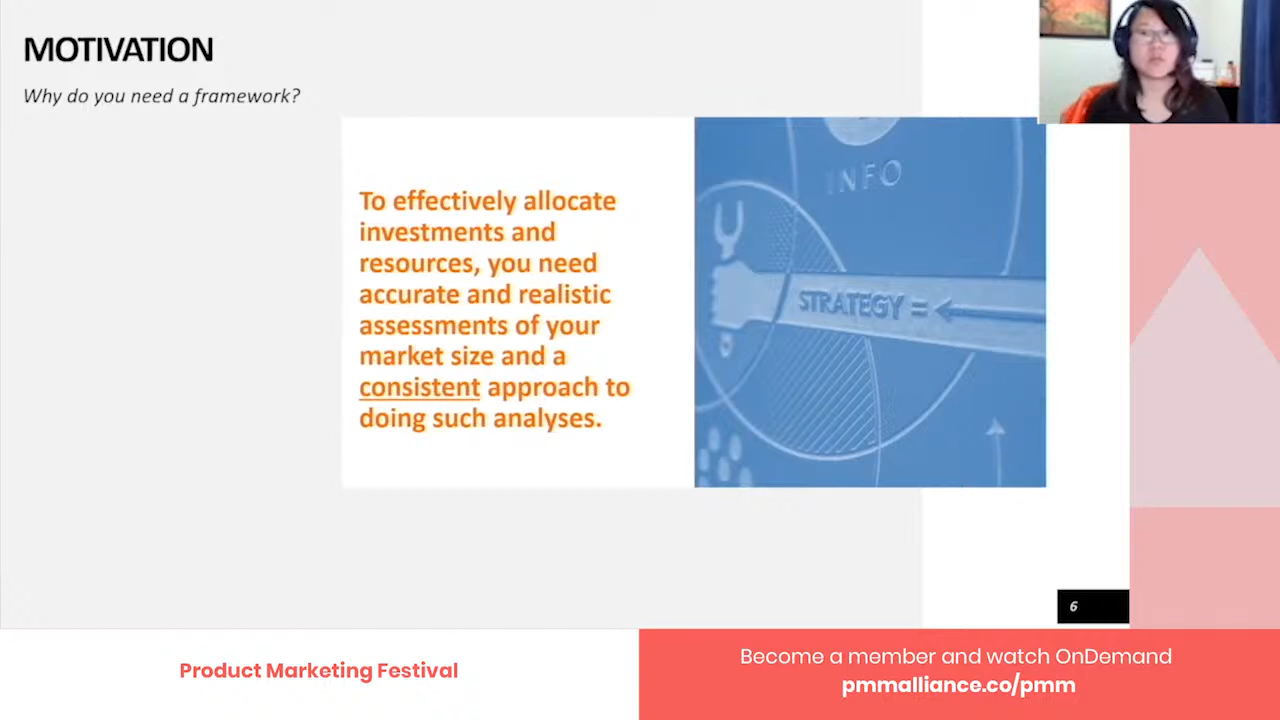 MOTIVATION
Why do you need a framework?
To effectively allocate
investments and
resources, you need
accurate and realistic
assessments of your
market size and a
consistent approach to
doing such analyses.
INFO
STRATEGY =
6
Product Marketing Festival
Become a member and watch OnDemand
pmmalliance.co/pmm